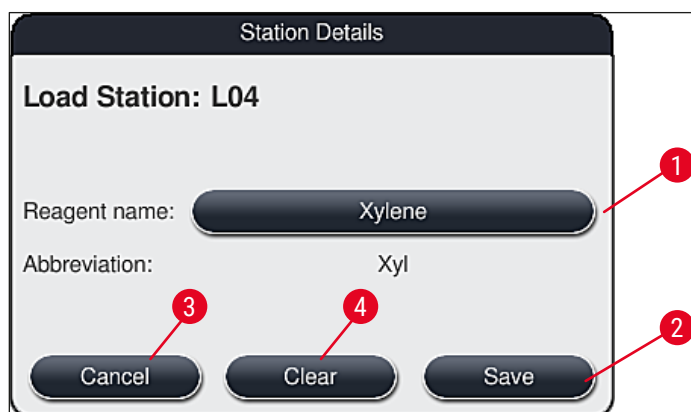 Station Details
Load Station: L04
1
Reagent name: Xylene
Abbreviation: Xyl
3 4
2
Cancel Clear Save